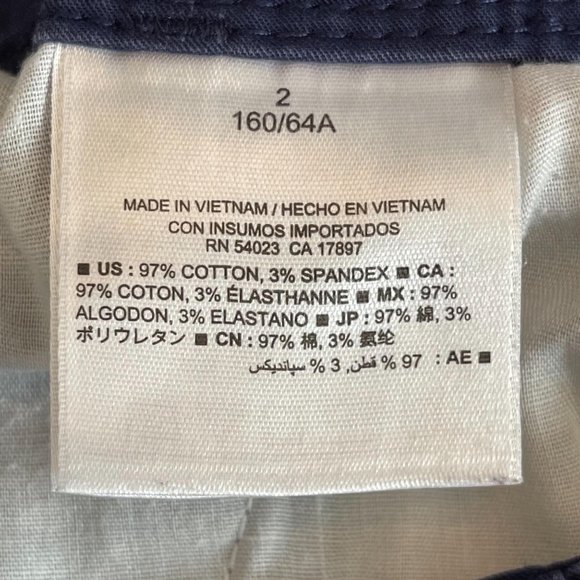 2
160/64A
MADE IN VIETNAM / HECHO EN VIETNAM
CON INSUMOS IMPORTADOS
RN 54023 CA 17897
■ US : 97% COTTON, 3% SPANDEX ■ CA :
97% COTON, 3% ÉLASTHANNE ■ MX : 97%
ALGODON, 3% ELASTANO ■ JP : 97% 綿, 3%
ポリウレタン ■ CN : 97% 棉, 3% 氨纶
■ AE : 97 % قطن, 3 % سپانديكس